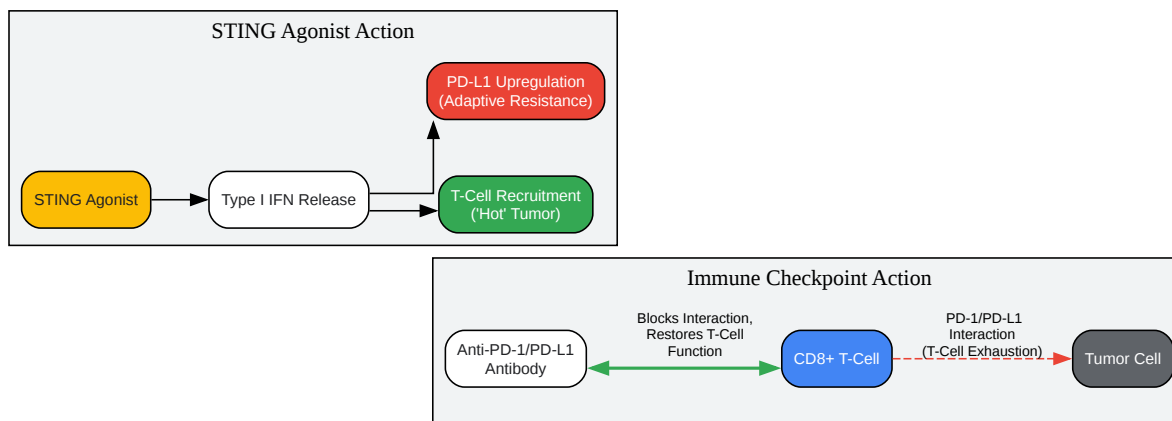 STING Agonist Action
PD-L1 Upregulation
(Adaptive Resistance)
STING Agonist
Type I IFN Release
T-Cell Recruitment
('Hot' Tumor)
Immune Checkpoint Action
Anti-PD-1/PD-L1
Antibody
Blocks Interaction,
Restores T-Cell
Function
CD8+ T-Cell
PD-1/PD-L1
Interaction
(T-Cell Exhaustion)
Tumor Cell